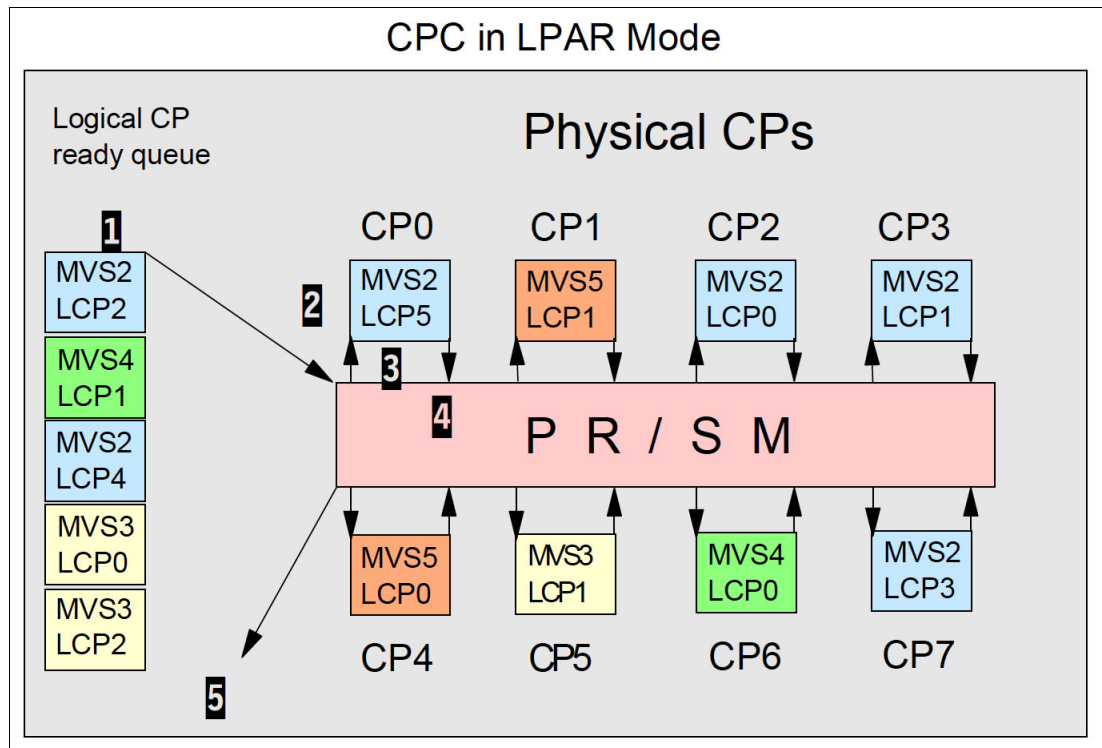 CPC in LPAR Mode
Logical CP
ready queue
Physical CPs
1
MVS2
LCP2
MVS4
LCP1
MVS2
LCP4
MVS3
LCP0
MVS3
LCP2
2
3
4
5
CP0
MVS2
LCP5
CP1
MVS5
LCP1
CP2
MVS2
LCP0
CP3
MVS2
LCP1
P R / S M
MVS5
LCP0
CP4
MVS3
LCP1
CP5
MVS4
LCP0
CP6
MVS2
LCP3
CP7